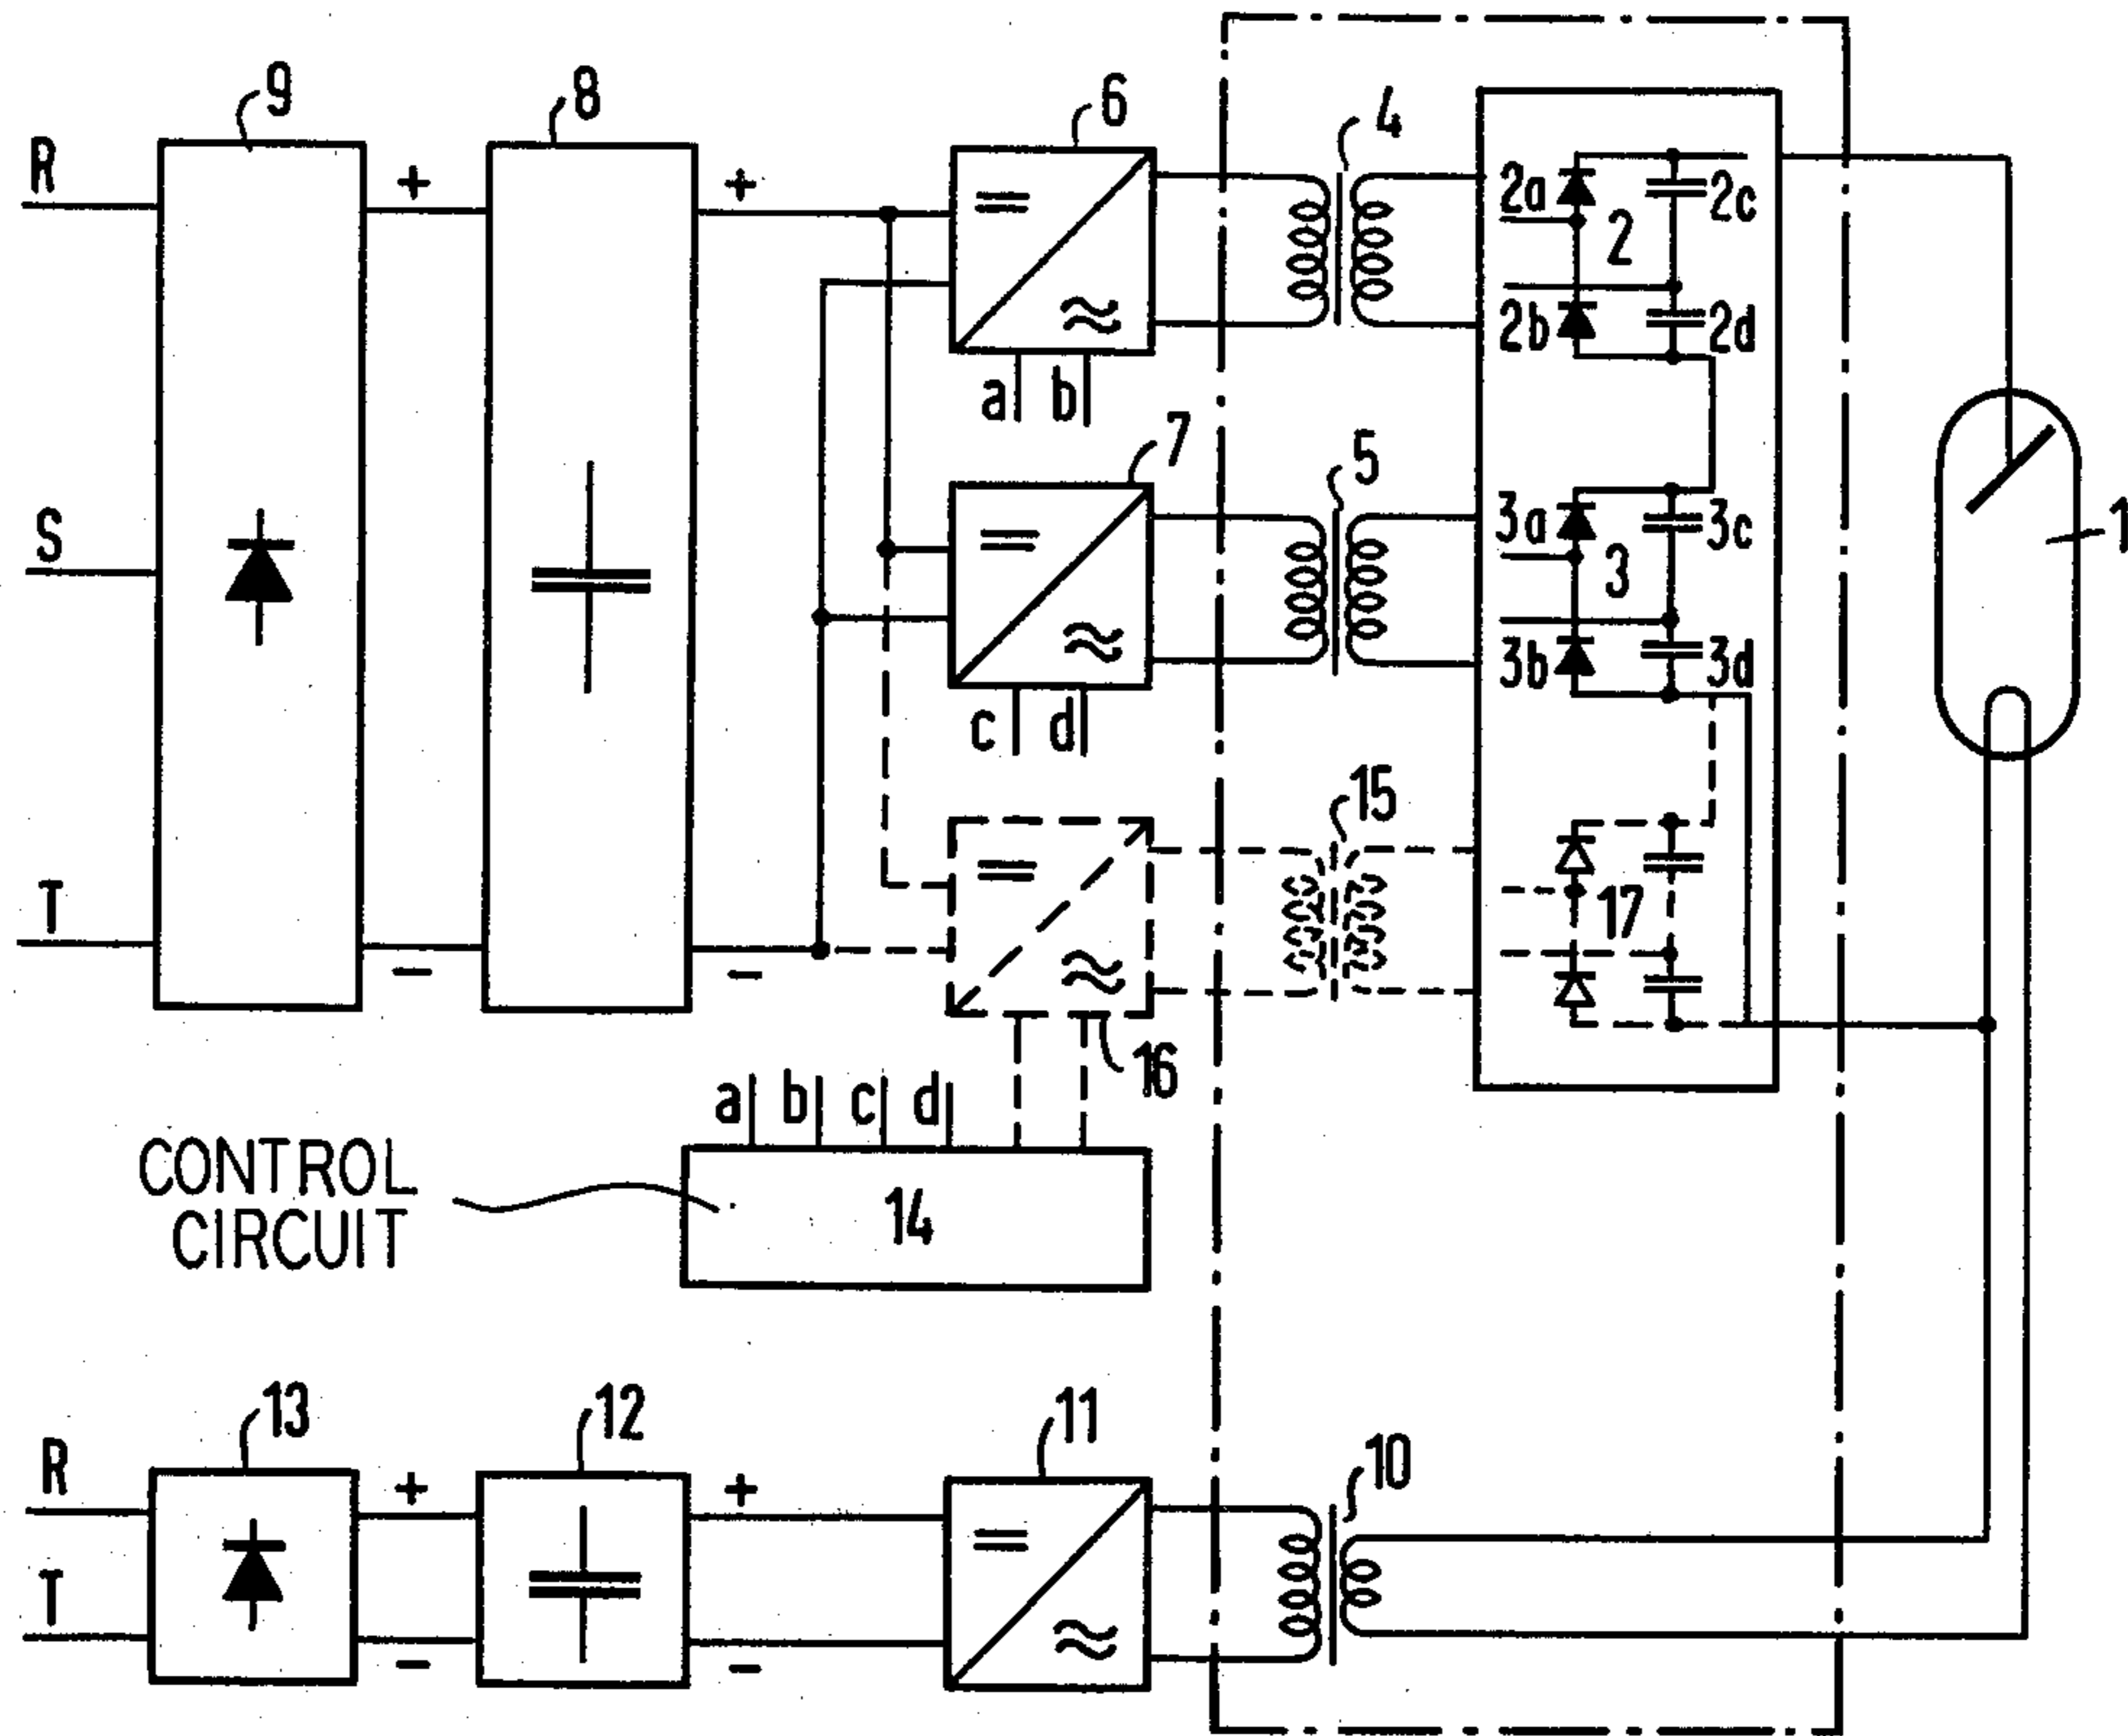 9
8
6
4
R
+
+
2a
2c
2
2b
2d
a
b
7
5
S
3a
3c
1
3
3b
3d
c
d
15
T
17
−
−
16
a
b
c
d
CONTROL
CIRCUIT
14
13
12
11
10
R
+
+
T
−
−